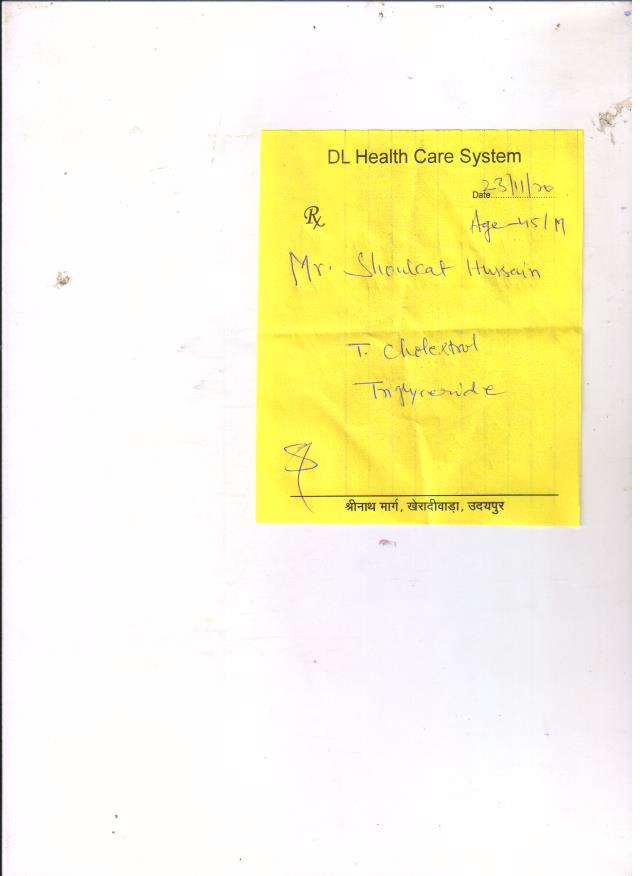 DL Health Care System
Date 23/11/20
Rx
Age 45/M
Mr. Shoukat Hussain
T. Cholestrol
Triglyceride
श्रीनाथ मार्ग, खेरादीवाड़ा, उदयपुर